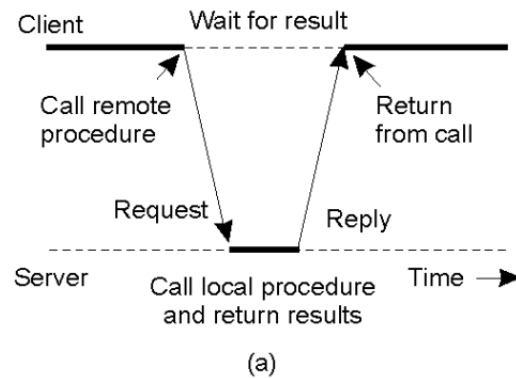 Client
Wait for result
Call remote
procedure
Return
from call
Request
Reply
Server
Call local procedure
and return results
Time
(a)